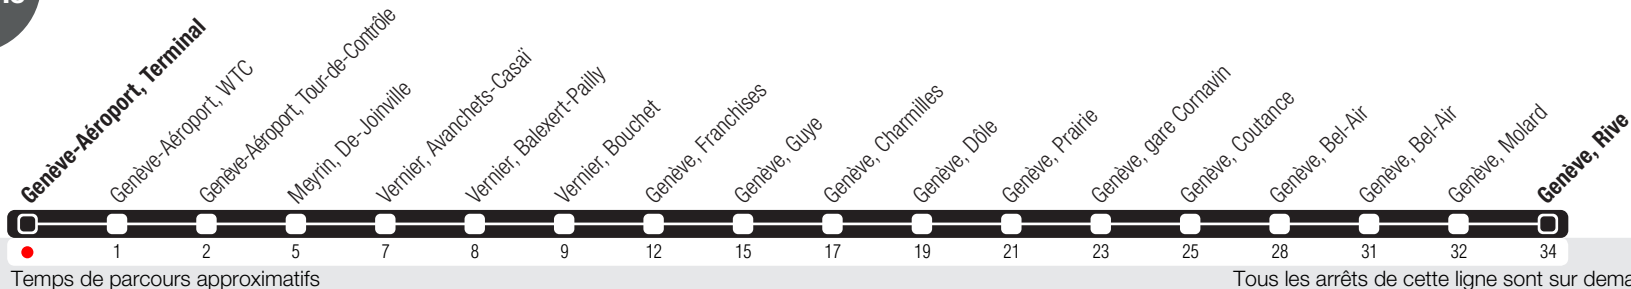 Genève-Aéroport, Terminal
Genève-Aéroport, WTC
Genève-Aéroport, Tour-de-Contrôle
Meyrin, De-Joinville
Vernier, Avanchets-Casaï
Vernier, Balexert-Pailly
Vernier, Bouchet
Genève, Franchises
Genève, Guye
Genève, Charmilles
Genève, Dôle
Genève, Prairie
Genève, gare Cornavin
Genève, Coutance
Genève, Bel-Air
Genève, Bel-Air
Genève, Molard
Genève, Rive
1 2 5 7 8 9 12 15 17 19 21 23 25 28 31 32 34
Temps de parcours approximatifs
Tous les arrêts de cette ligne sont sur dema